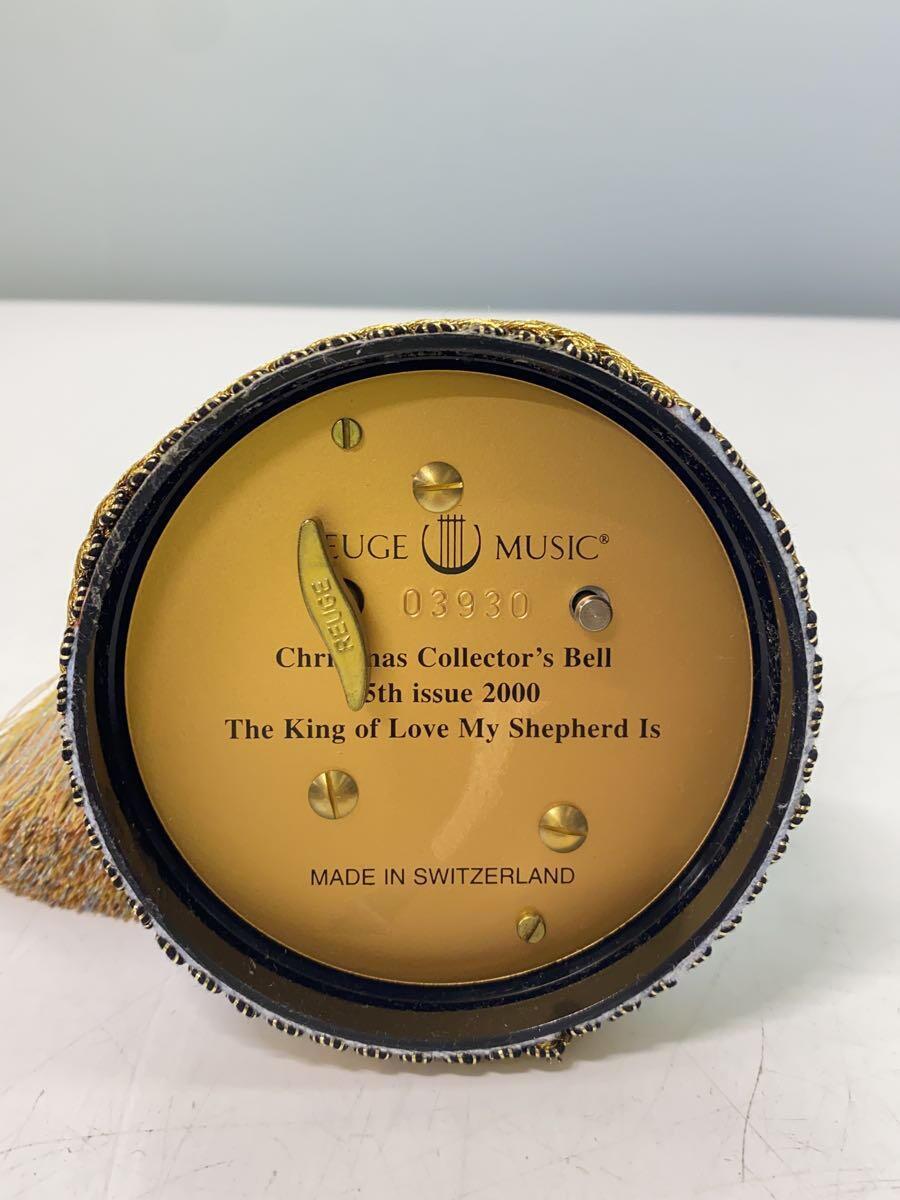 EUGE MUSIC®
03930
REUGE
Chri mas Collector's Bell
5th issue 2000
The King of Love My Shepherd Is
MADE IN SWITZERLAND